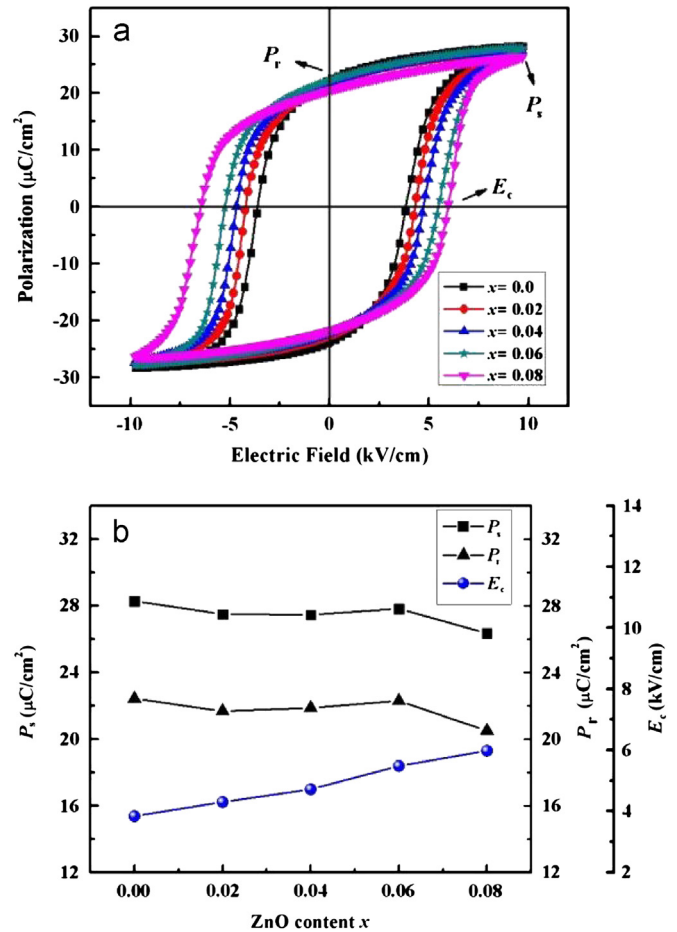 a
30
20
10
0
-10
-20
-30
Polarization (μC/cm²)
Pr
Ps
Ec
x= 0.0
x= 0.02
x= 0.04
x= 0.06
x= 0.08
-10 -5 0 5 10
Electric Field (kV/cm)
b
Ps
Pr
Ec
32
28
24
20
16
12
Ps (μC/cm²)
32
28
24
20
16
12
Pr (μC/cm²)
14
12
10
8
6
4
2
Ec (kV/cm)
0.00 0.02 0.04 0.06 0.08
ZnO content x